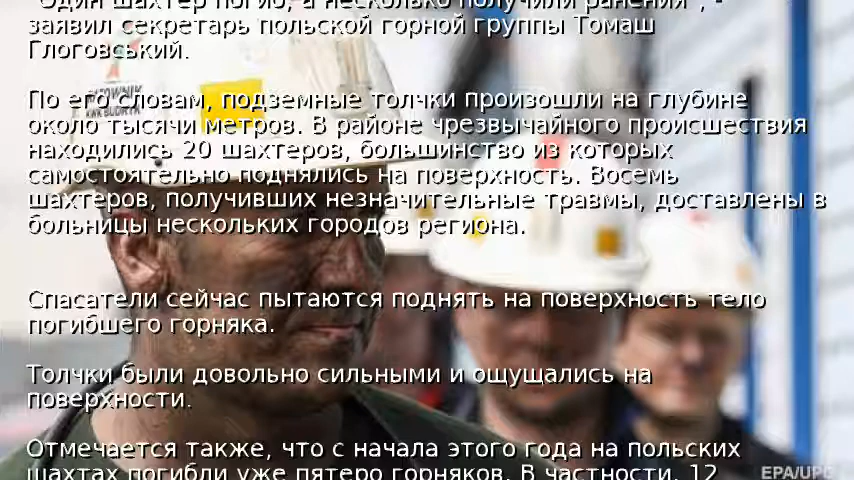 "Один шахтер погиб, а несколько получили ранения", -
заявил секретарь польской горной группы Томаш
Глоговський.
По его словам, подземные толчки произошли на глубине
около тысячи метров. В районе чрезвычайного происшествия
находились 20 шахтеров, большинство из которых
самостоятельно поднялись на поверхность. Восемь
шахтеров, получивших незначительные травмы, доставлены в
больницы нескольких городов региона.
Спасатели сейчас пытаются поднять на поверхность тело
погибшего горняка.
Толчки были довольно сильными и ощущались на
поверхности.
Отмечается также, что с начала этого года на польских
шахтах погибли уже пятеро горняков. В частности, 12
EPA/UPG